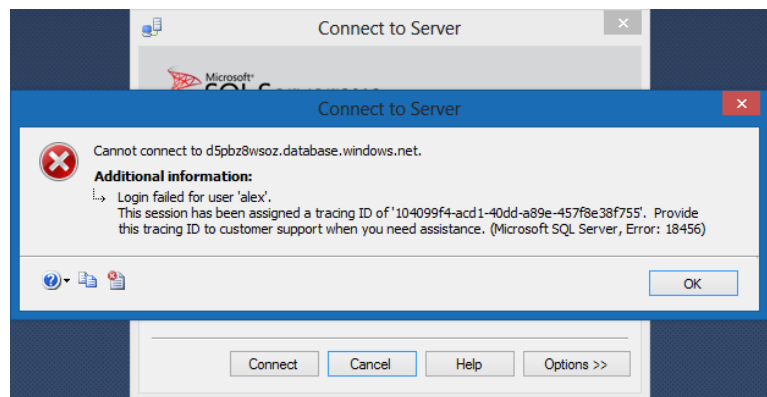 Connect to Server
Microsoft®
Connect to Server
Cannot connect to d5pbz8wsoz.database.windows.net.
Additional information:
Login failed for user 'alex'.
This session has been assigned a tracing ID of '104099f4-acd1-40dd-a89e-457f8e38f755'. Provide
this tracing ID to customer support when you need assistance. (Microsoft SQL Server, Error: 18456)
OK
Connect
Cancel
Help
Options >>